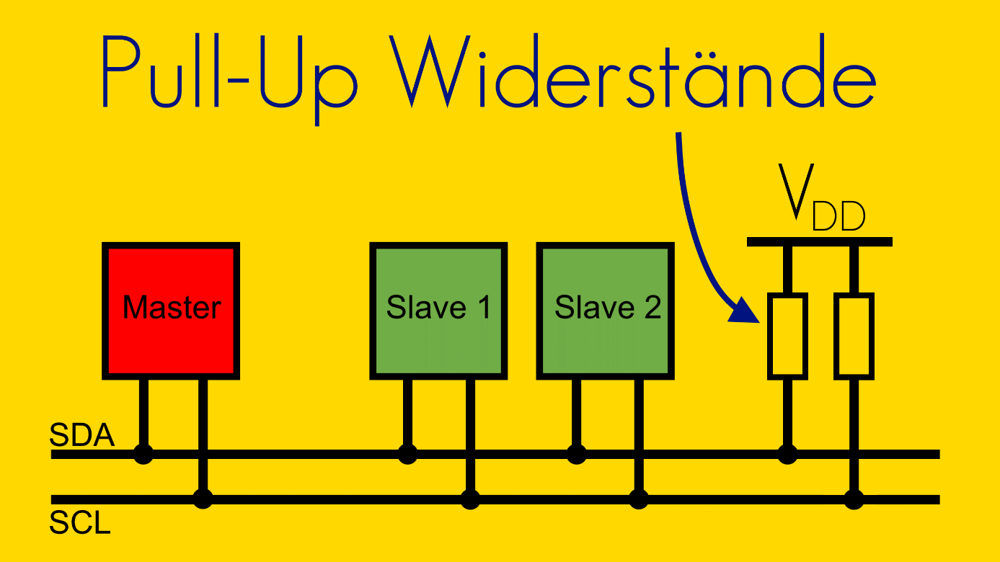 Pull-Up Widerstände
VDD
Master
Slave 1
Slave 2
SDA
SCL